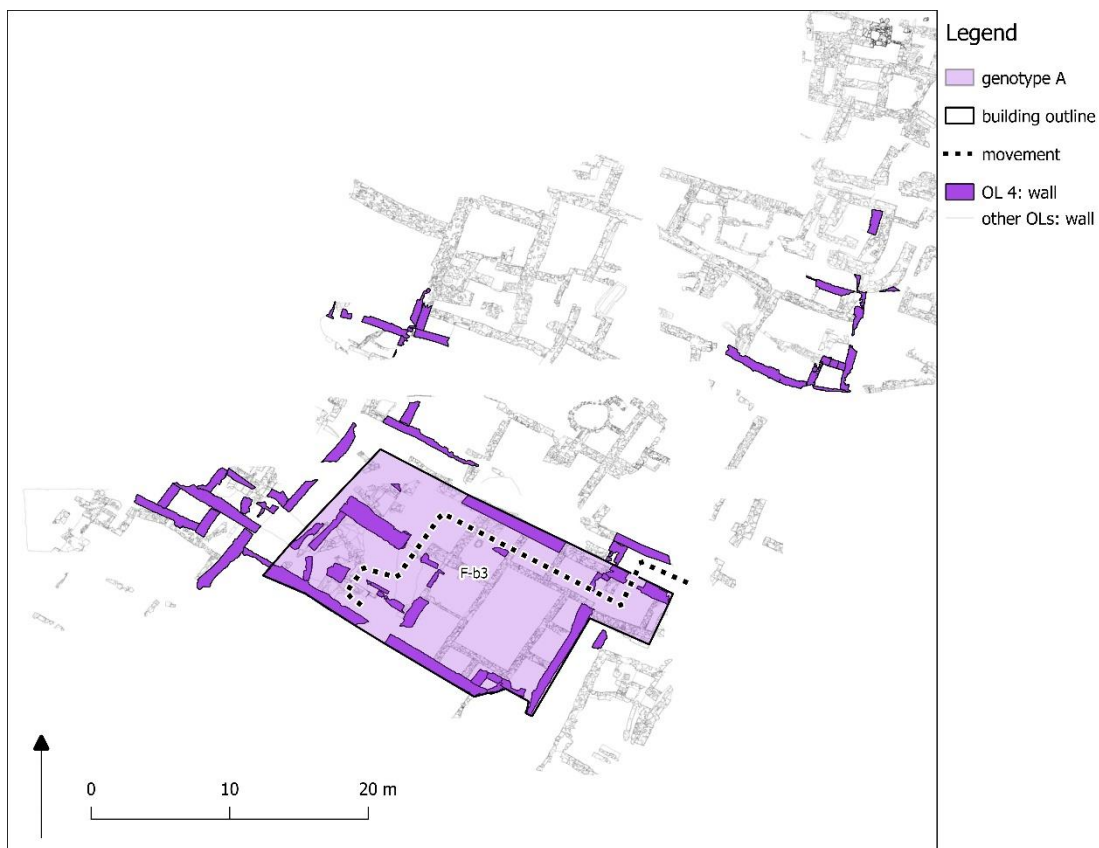 Legend
genotype A
building outline
movement
OL 4: wall
other OLs: wall
F-b3
0 10 20 m